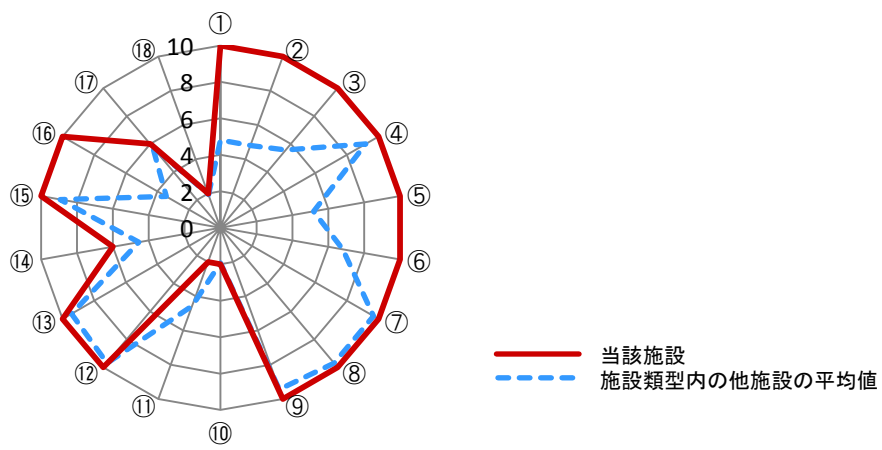 ①
⑱ 10 ②
⑰ 8 ③
6
⑯ 4 ④
2
⑮ 0 ⑤
⑭ ⑥
⑬ ⑦
⑫ ⑧
⑪ ⑨
⑩
当該施設
施設類型内の他施設の平均値